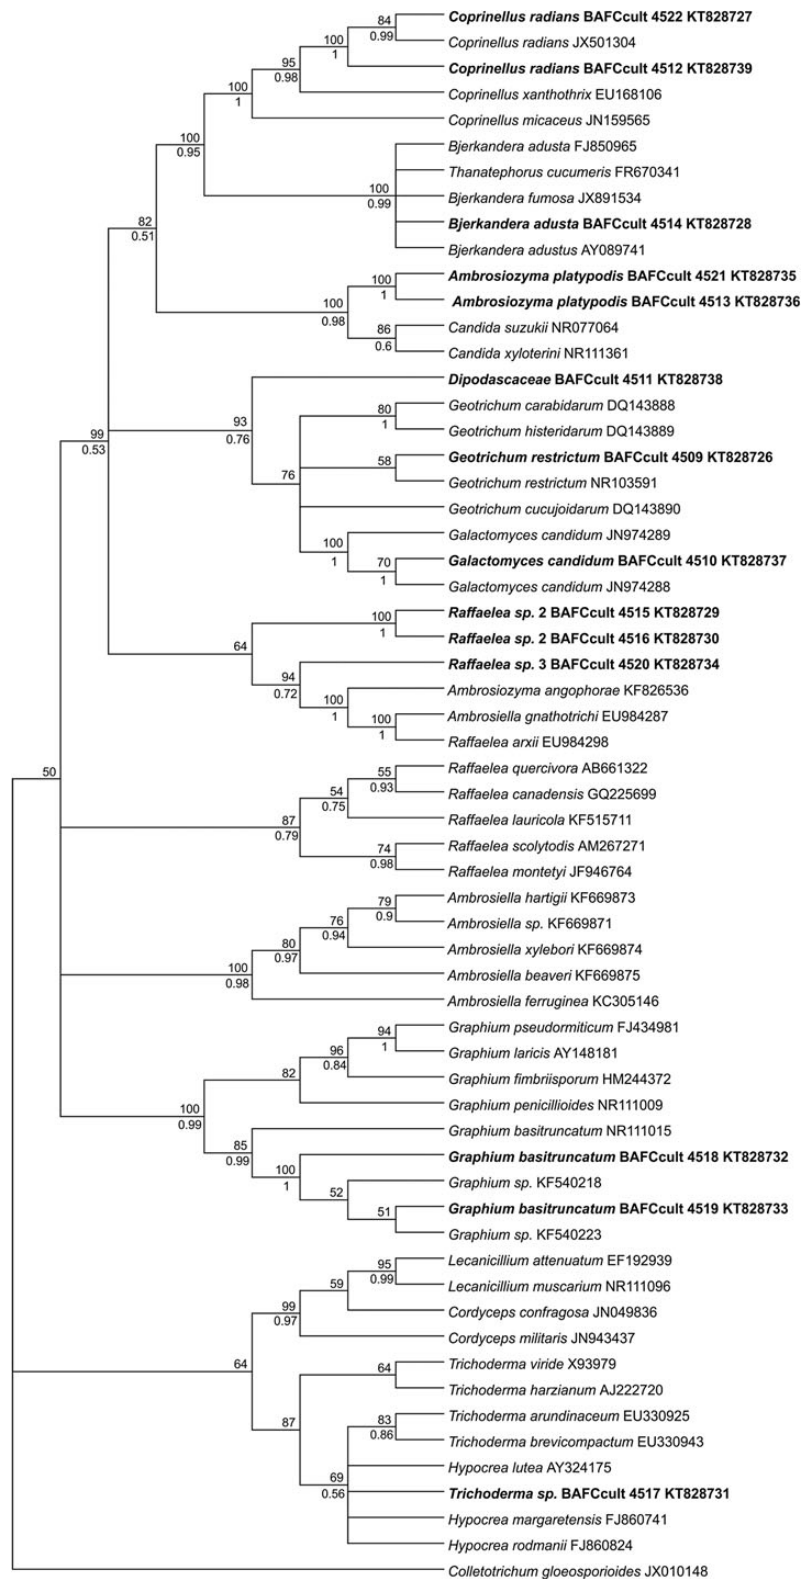 84
Coprinellus radians BAFCcult 4522 KT828727
0.99
Coprinellus radians JX501304
100
1
Coprinellus radians BAFCcult 4512 KT828739
95
0.98
Coprinellus xanthothrix EU168106
100
1
Coprinellus micaceus JN159565
100
0.95
Bjerkandera adusta FJ850965
Thanatephorus cucumeris FR670341
100
0.99
Bjerkandera fumosa JX891534
Bjerkandera adusta BAFCcult 4514 KT828728
82
0.51
Bjerkandera adustus AY089741
100
1
Ambrosiozyma platypodis BAFCcult 4521 KT828735
Ambrosiozyma platypodis BAFCcult 4513 KT828736
100
0.98
86
0.6
Candida suzukii NR077064
Candida xyloterini NR111361
Dipodascaceae BAFCcult 4511 KT828738
99
0.53
93
0.76
80
1
Geotrichum carabidarum DQ143888
Geotrichum histeridarum DQ143889
58
Geotrichum restrictum BAFCcult 4509 KT828726
76
Geotrichum restrictum NR103591
Geotrichum cucujoidarum DQ143890
100
1
Galactomyces candidum JN974289
70
1
Galactomyces candidum BAFCcult 4510 KT828737
Galactomyces candidum JN974288
100
1
Raffaelea sp. 2 BAFCcult 4515 KT828729
Raffaelea sp. 2 BAFCcult 4516 KT828730
64
94
0.72
Raffaelea sp. 3 BAFCcult 4520 KT828734
100
1
Ambrosiozyma angophorae KF826536
100
1
Ambrosiella gnathotrichi EU984287
Raffaelea arxii EU984298
50
55
0.93
Raffaelea quercivora AB661322
54
0.75
Raffaelea canadensis GQ225699
87
0.79
Raffaelea lauricola KF515711
74
0.98
Raffaelea scolytodis AM267271
Raffaelea montetyi JF946764
79
0.9
Ambrosiella hartigii KF669873
76
0.94
Ambrosiella sp. KF669871
80
0.97
Ambrosiella xylebori KF669874
100
0.98
Ambrosiella beaveri KF669875
Ambrosiella ferruginea KC305146
94
1
Graphium pseudormiticum FJ434981
96
0.84
Graphium laricis AY148181
82
Graphium fimbriisporum HM244372
100
0.99
Graphium penicillioides NR111009
85
0.99
Graphium basitruncatum NR111015
100
1
Graphium basitruncatum BAFCcult 4518 KT828732
52
Graphium sp. KF540218
51
Graphium basitruncatum BAFCcult 4519 KT828733
Graphium sp. KF540223
95
0.99
Lecanicillium attenuatum EF192939
59
Lecanicillium muscarium NR111096
99
0.97
Cordyceps confragosa JN049836
Cordyceps militaris JN943437
64
64
Trichoderma viride X93979
Trichoderma harzianum AJ222720
87
83
0.86
Trichoderma arundinaceum EU330925
Trichoderma brevicompactum EU330943
69
0.56
Hypocrea lutea AY324175
Trichoderma sp. BAFCcult 4517 KT828731
Hypocrea margaretensis FJ860741
Hypocrea rodmanii FJ860824
Colletotrichum gloeosporioides JX010148